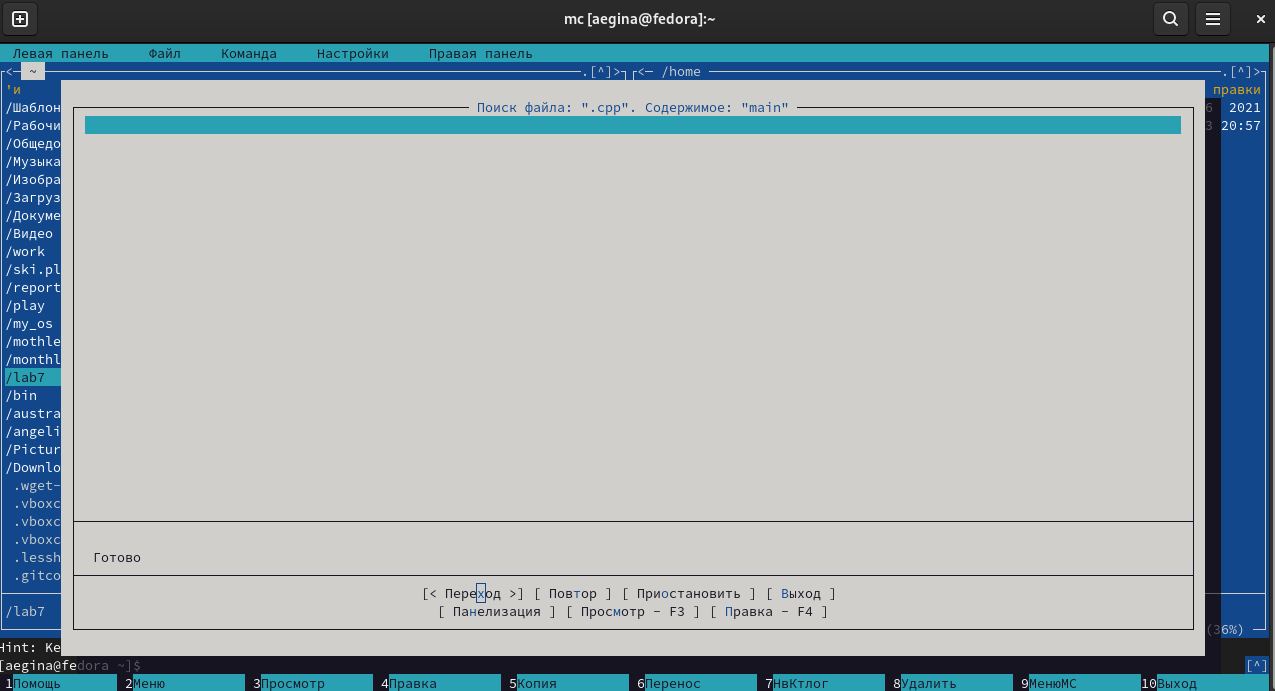 mc [aegina@fedora]:~
Левая панель Файл Команда Настройки Правая панель
<─ ~ .[^]> <─ /home .[^]>
'и правки
/Шаблон 6 2021
/Рабочи 3 20:57
/Общедо
/Музыка
/Изобра
/Загруз
/Докуме
/Видео
/work
/ski.pl
/report
/play
/my_os
/mothle
/monthl
/lab7
/bin
/austra
/angeli
/Pictur
/Downlo
.wget-
.vboxc
.vboxc
.vboxc
.lessh
.gitco
/lab7
(36%)
Поиск файла: ".cpp". Содержимое: "main"
Готово
[< Переход >] [ Повтор ] [ Приостановить ] [ Выход ]
[ Панелизация ] [ Просмотр - F3 ] [ Правка - F4 ]
Hint: Ke
[aegina@fedora ~]$ [^]
1Помощь 2Меню 3Просмотр 4Правка 5Копия 6Перенос 7НвКтлог 8Удалить 9МенюMC 10Выход